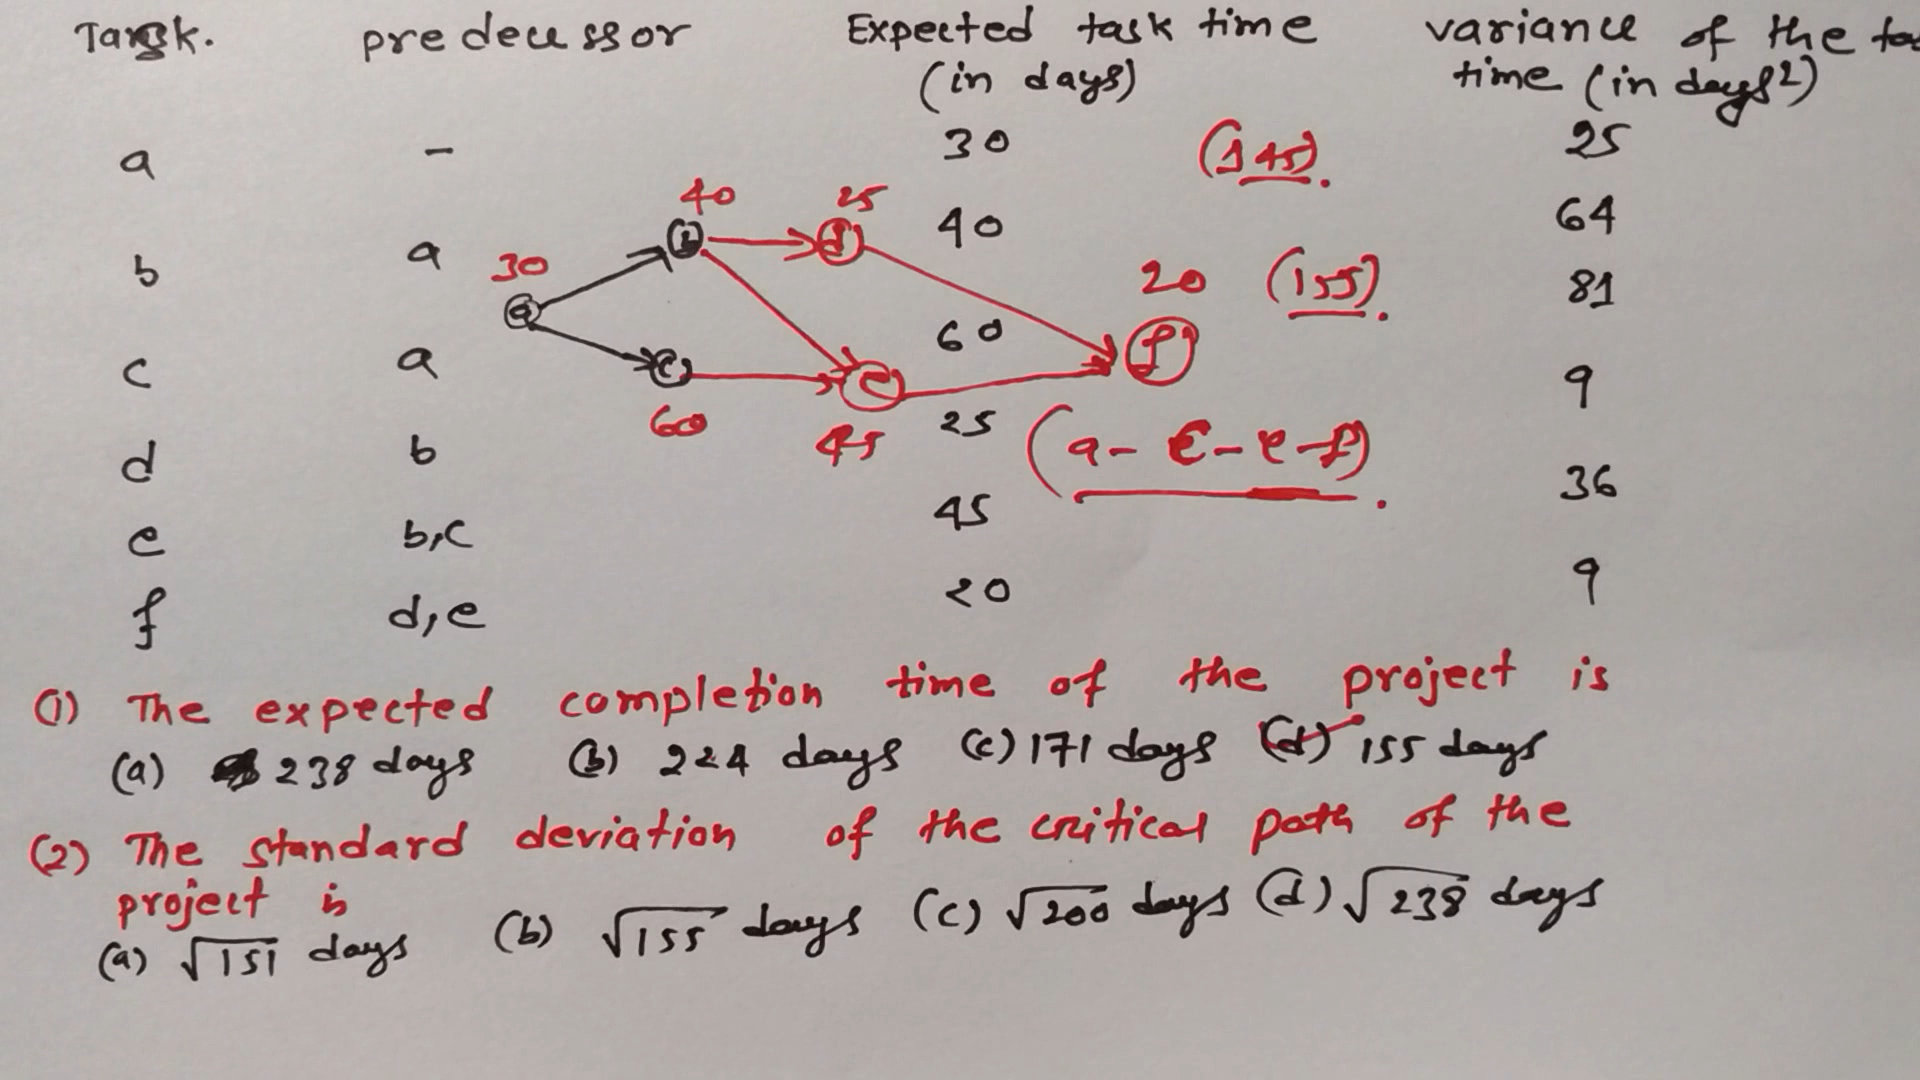 Task. predecessor Expected task time variance of the
(in days) time (in days²)
a - 30 (145). 25
40 25
b a 30 40 64
b d
a 20 (155). 81
c a 60 f
c e 9
60 45 (a-c-e-f).
d b 25 36
e b,c 45
f d,e 20 9
(1) The expected completion time of the project is
(a) 238 days (b) 224 days (c) 171 days (d) 155 days
(2) The standard deviation of the critical path of the
project is
(a) √151 days (b) √155 days (c) √200 days (d) √238 days